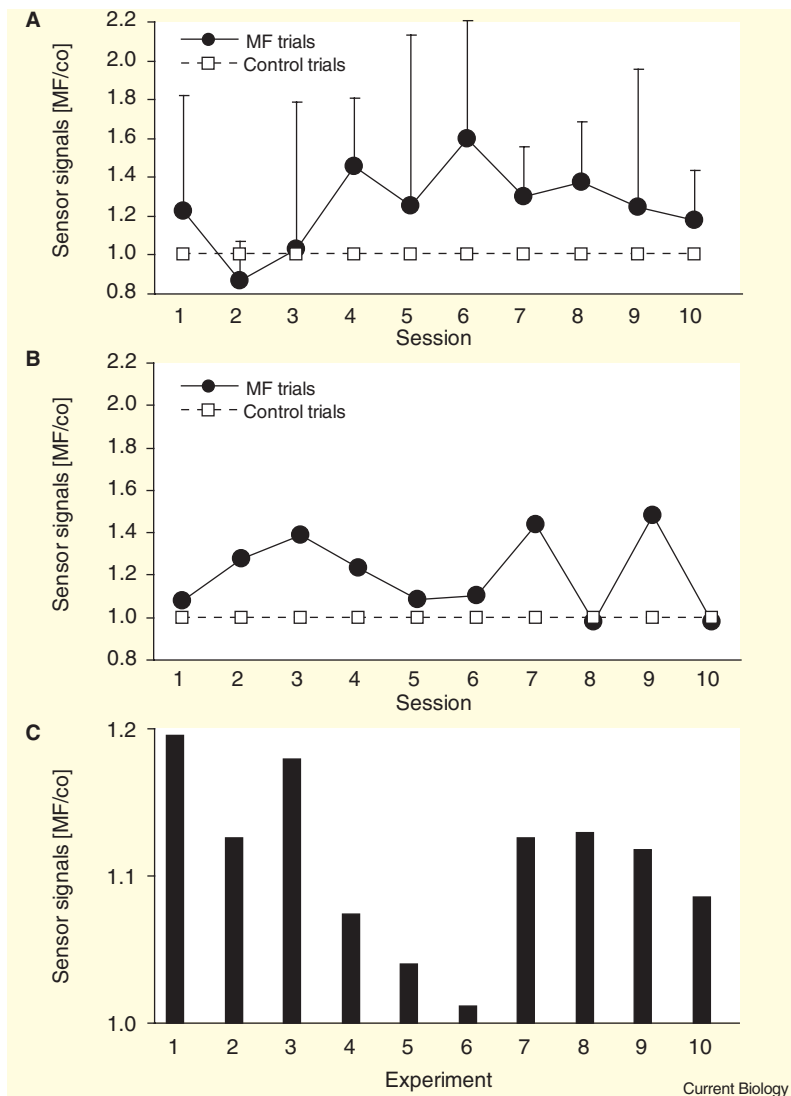 A
Sensor signals [MF/co]
2.2
2.0
1.8
1.6
1.4
1.2
1.0
0.8
MF trials
Control trials
1 2 3 4 5 6 7 8 9 10
Session
B
Sensor signals [MF/co]
2.2
2.0
1.8
1.6
1.4
1.2
1.0
0.8
MF trials
Control trials
1 2 3 4 5 6 7 8 9 10
Session
C
Sensor signals [MF/co]
1.2
1.1
1.0
1 2 3 4 5 6 7 8 9 10
Experiment
Current Biology